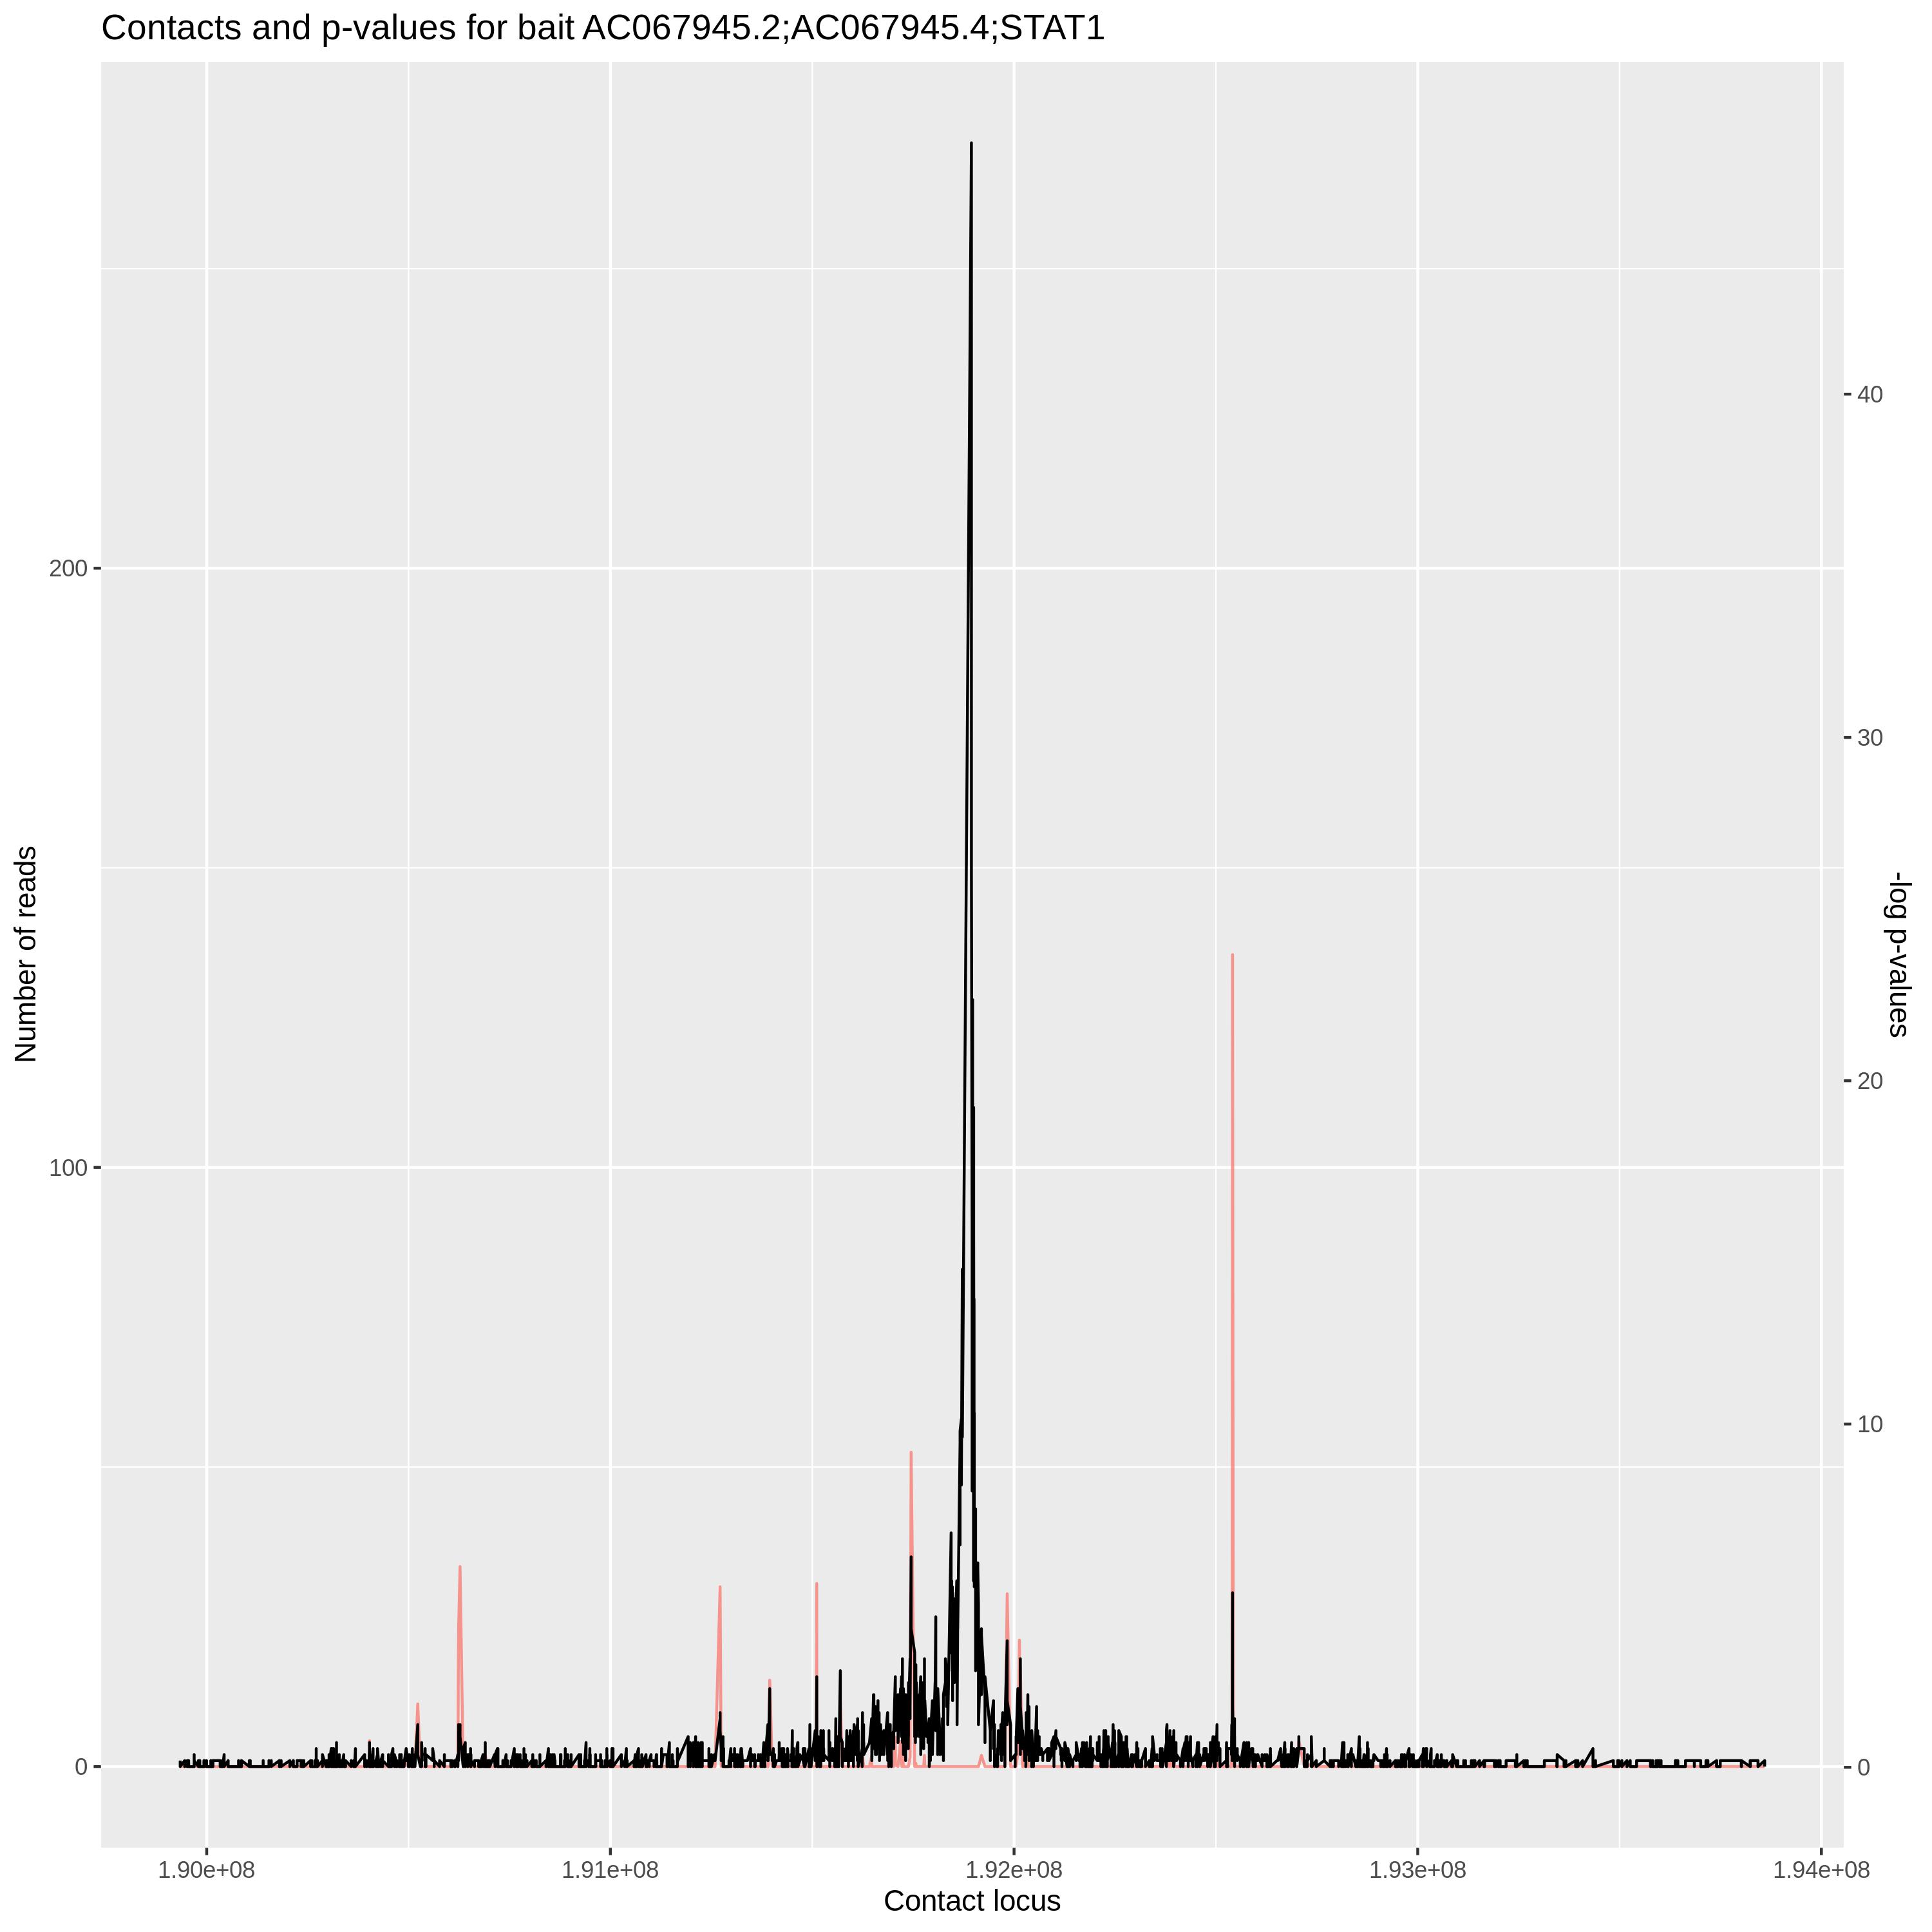 Contacts and p-values for bait AC067945.2;AC067945.4;STAT1
Number of reads
200
100
0
40
30
20
10
0
-log p-values
1.90e+08
1.91e+08
1.92e+08
1.93e+08
1.94e+08
Contact locus